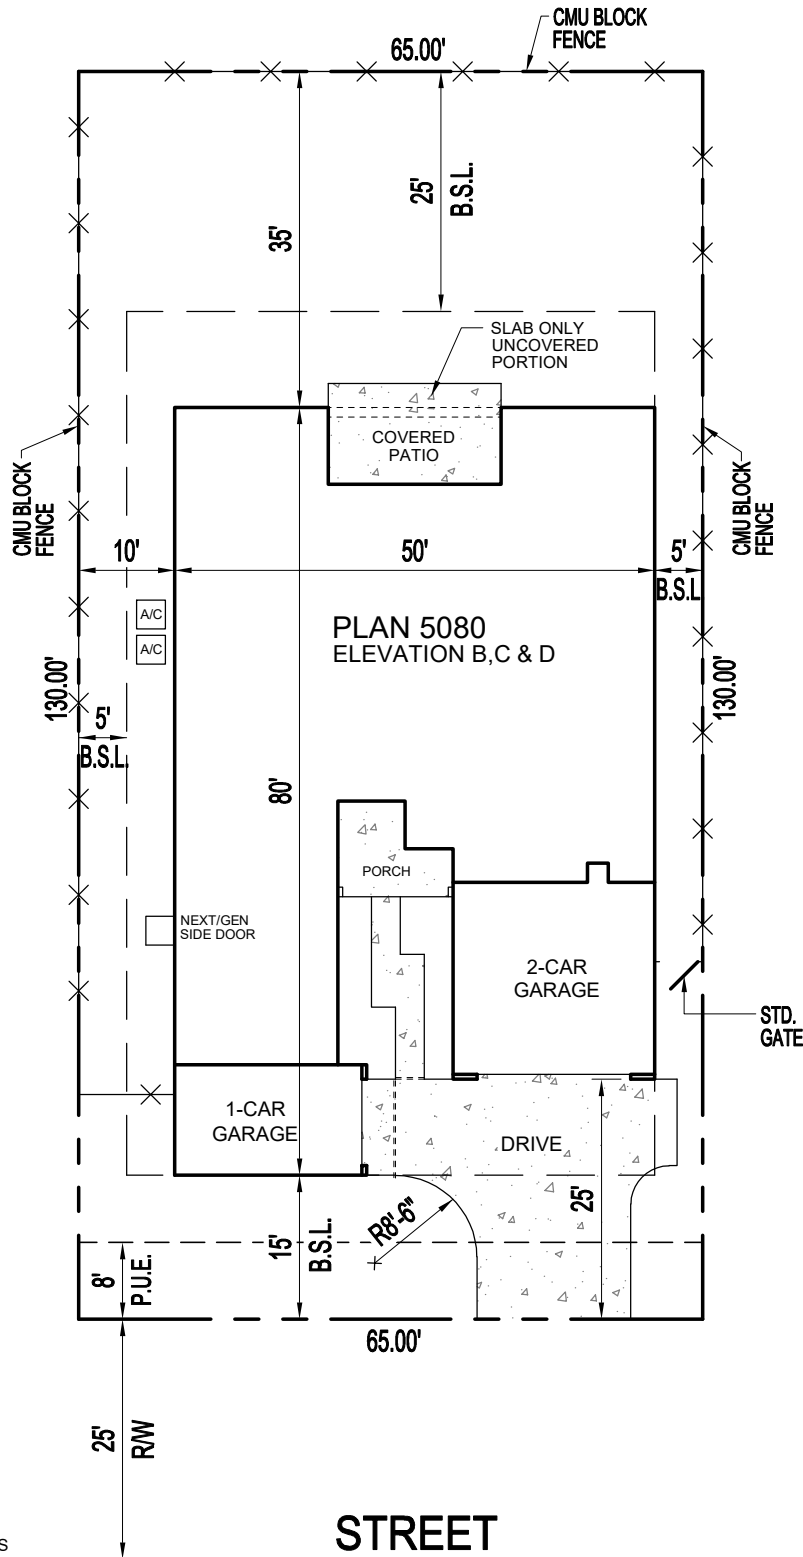 CMU BLOCK
FENCE
65.00'
25'
B.S.L.
35'
SLAB ONLY
UNCOVERED
PORTION
COVERED
PATIO
CMU BLOCK
FENCE
CMU BLOCK
FENCE
10'
50'
5'
B.S.L
A/C
A/C
PLAN 5080
ELEVATION B,C & D
130.00'
130.00'
5'
B.S.L.
80'
PORCH
NEXT/GEN
SIDE DOOR
2-CAR
GARAGE
STD.
GATE
1-CAR
GARAGE
DRIVE
25'
R8'-6"
15'
B.S.L.
8'
P.U.E.
65.00'
25'
R/W
STREET
S